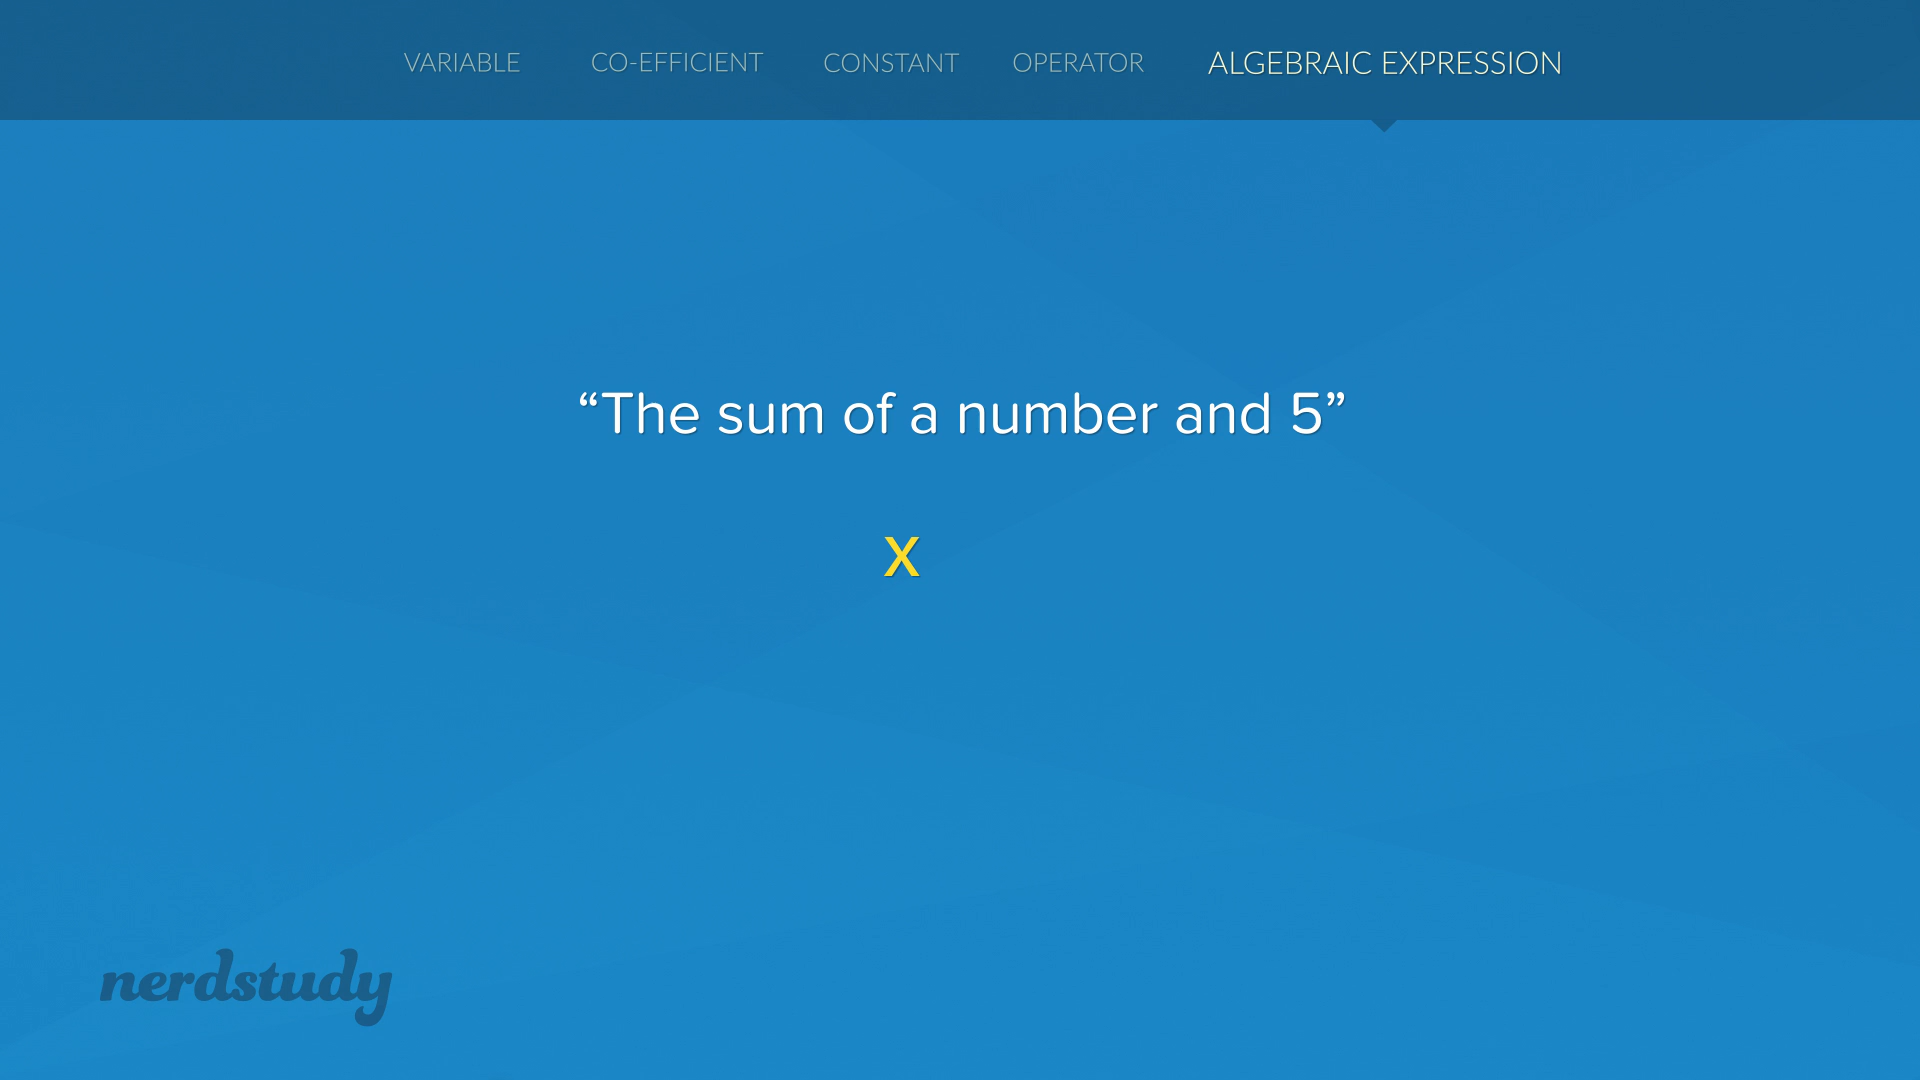 VARIABLE CO-EFFICIENT CONSTANT OPERATOR ALGEBRAIC EXPRESSION
“The sum of a number and 5”
x
nerdstudy